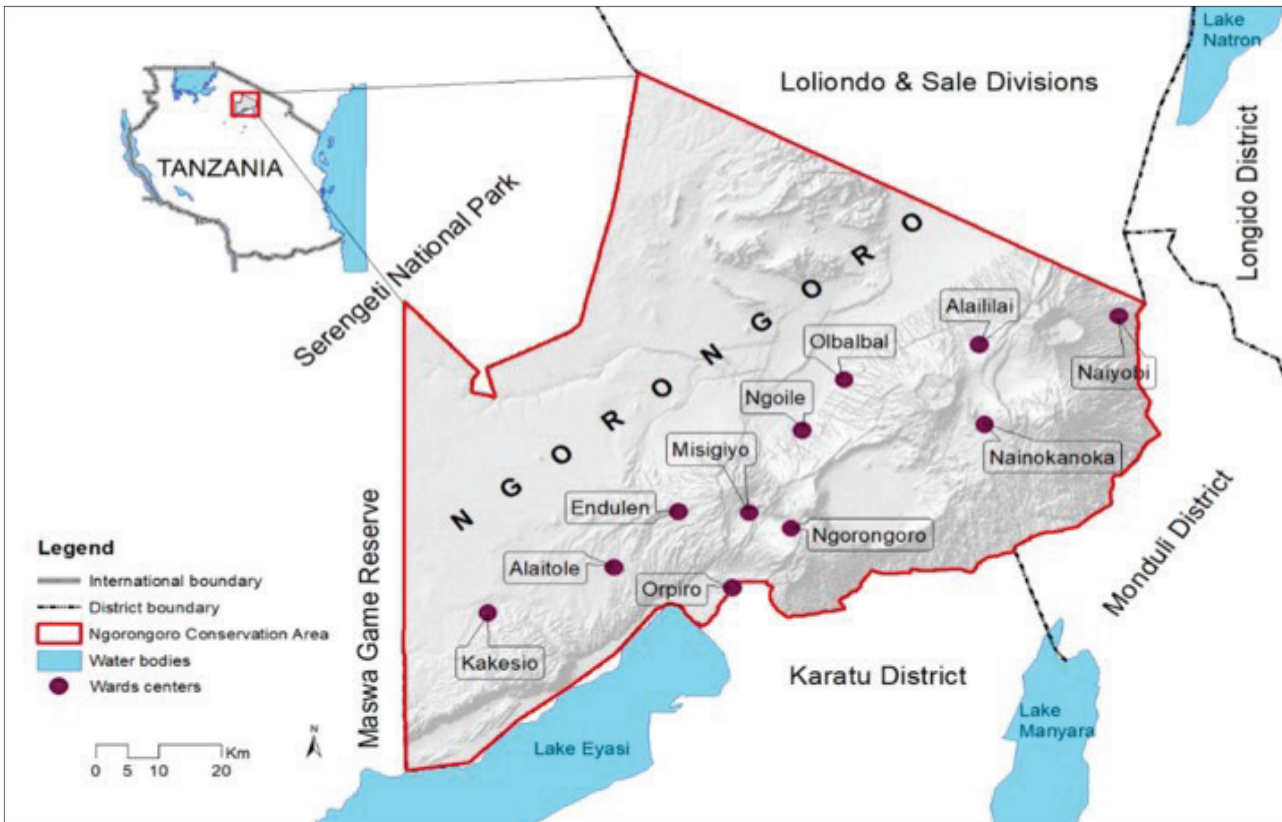 Lake
Natron
Loliondo & Sale Divisions
Longido District
TANZANIA
Serengeti National Park
NGORONGORO
Alaililai
Olbalbal
Naiyobi
Ngoile
Misigiyo
Nainokanoka
Endulen
Ngorongoro
Monduli District
Alaitole
Orpiro
Maswa Game Reserve
Kakesio
Karatu District
Lake Eyasi
Lake
Manyara
Legend
International boundary
District boundary
Ngorongoro Conservation Area
Water bodies
Wards centers
Km
0 5 10 20
N